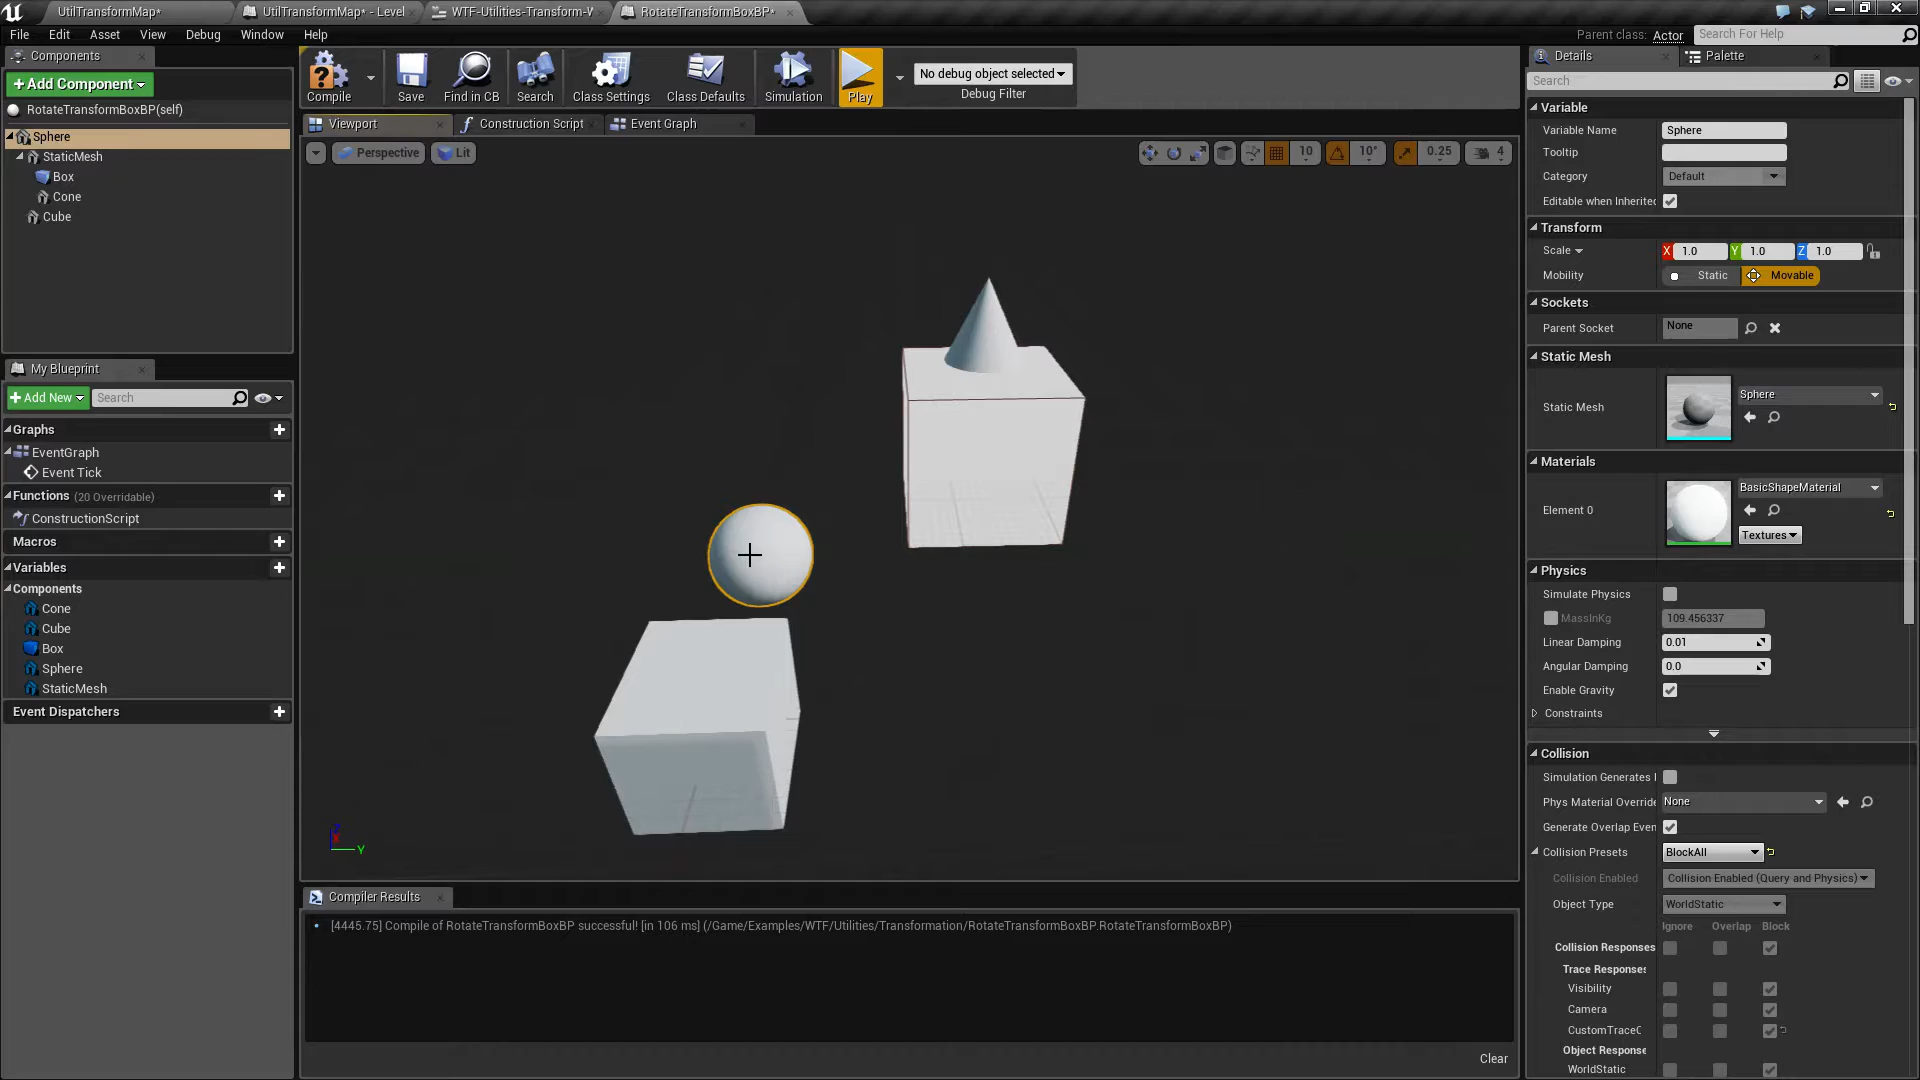 UtilTransformMap*
UtilTransformMap* - Level
WTF-Utilities-Transform-W
RotateTransformBoxBP*
File
Edit
Asset
View
Debug
Window
Help
Parent class: Actor
Search For Help
Components
Add Component
RotateTransformBoxBP(self)
Sphere
StaticMesh
Box
Cone
Cube
My Blueprint
Add New
Search
Graphs
EventGraph
Event Tick
Functions (20 Overridable)
ConstructionScript
Macros
Variables
Components
Cone
Cube
Box
Sphere
StaticMesh
Event Dispatchers
Compile
Save
Find in CB
Search
Class Settings
Class Defaults
Simulation
Play
No debug object selected
Debug Filter
Viewport
Construction Script
Event Graph
Perspective
Lit
10
10°
0.25
4
Y
Compiler Results
[4445.75] Compile of RotateTransformBoxBP successful! [in 106 ms] (/Game/Examples/WTF/Utilities/Transformation/RotateTransformBoxBP.RotateTransformBoxBP)
Clear
Details
Palette
Search
Variable
Variable Name Sphere
Tooltip
Category Default
Editable when Inherited
Transform
Scale X 1.0 Y 1.0 Z 1.0
Mobility Static Movable
Sockets
Parent Socket None
Static Mesh
Static Mesh Sphere
Materials
Element 0 BasicShapeMaterial
Textures
Physics
Simulate Physics
MassInKg 109.456337
Linear Damping 0.01
Angular Damping 0.0
Enable Gravity
Constraints
Collision
Simulation Generates
Phys Material Override None
Generate Overlap Even
Collision Presets BlockAll
Collision Enabled Collision Enabled (Query and Physics)
Object Type WorldStatic
Ignore Overlap Block
Collision Responses
Trace Responses
Visibility
Camera
CustomTraceC
Object Response
WorldStatic